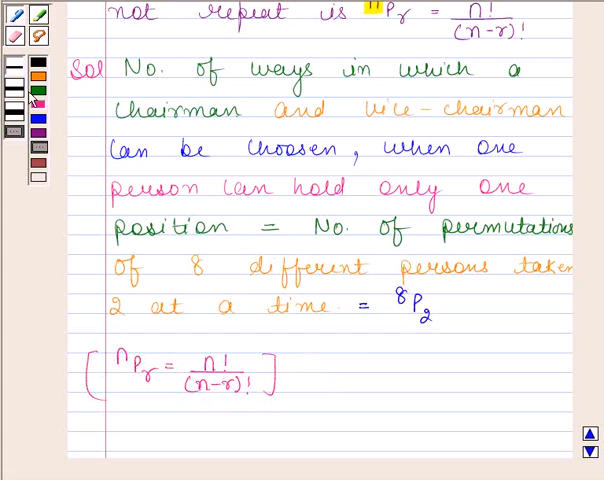 not repeat is nPr = n!/(n-r)!
Sol No. of ways in which a
chairman and vice-chairman
can be choosen, when one
person can hold only one
position = No. of permutations
of 8 different persons taken
2 at a time = ⁸P₂
[ nPr = n!/(n-r)! ]